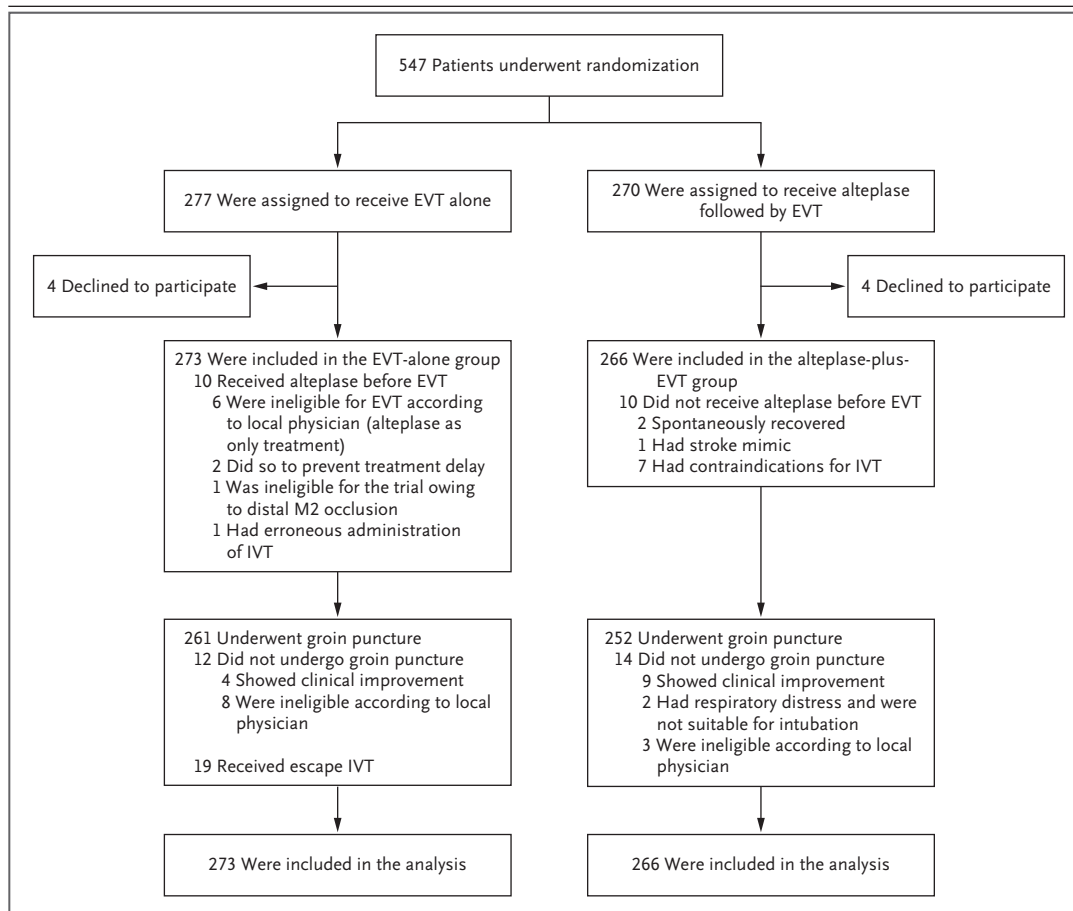 547 Patients underwent randomization
277 Were assigned to receive EVT alone
270 Were assigned to receive alteplase
followed by EVT
4 Declined to participate
4 Declined to participate
273 Were included in the EVT-alone group
10 Received alteplase before EVT
6 Were ineligible for EVT according
to local physician (alteplase as
only treatment)
2 Did so to prevent treatment delay
1 Was ineligible for the trial owing
to distal M2 occlusion
1 Had erroneous administration
of IVT
266 Were included in the alteplase-plus-
EVT group
10 Did not receive alteplase before EVT
2 Spontaneously recovered
1 Had stroke mimic
7 Had contraindications for IVT
261 Underwent groin puncture
12 Did not undergo groin puncture
4 Showed clinical improvement
8 Were ineligible according to local
physician
19 Received escape IVT
252 Underwent groin puncture
14 Did not undergo groin puncture
9 Showed clinical improvement
2 Had respiratory distress and were
not suitable for intubation
3 Were ineligible according to local
physician
273 Were included in the analysis
266 Were included in the analysis